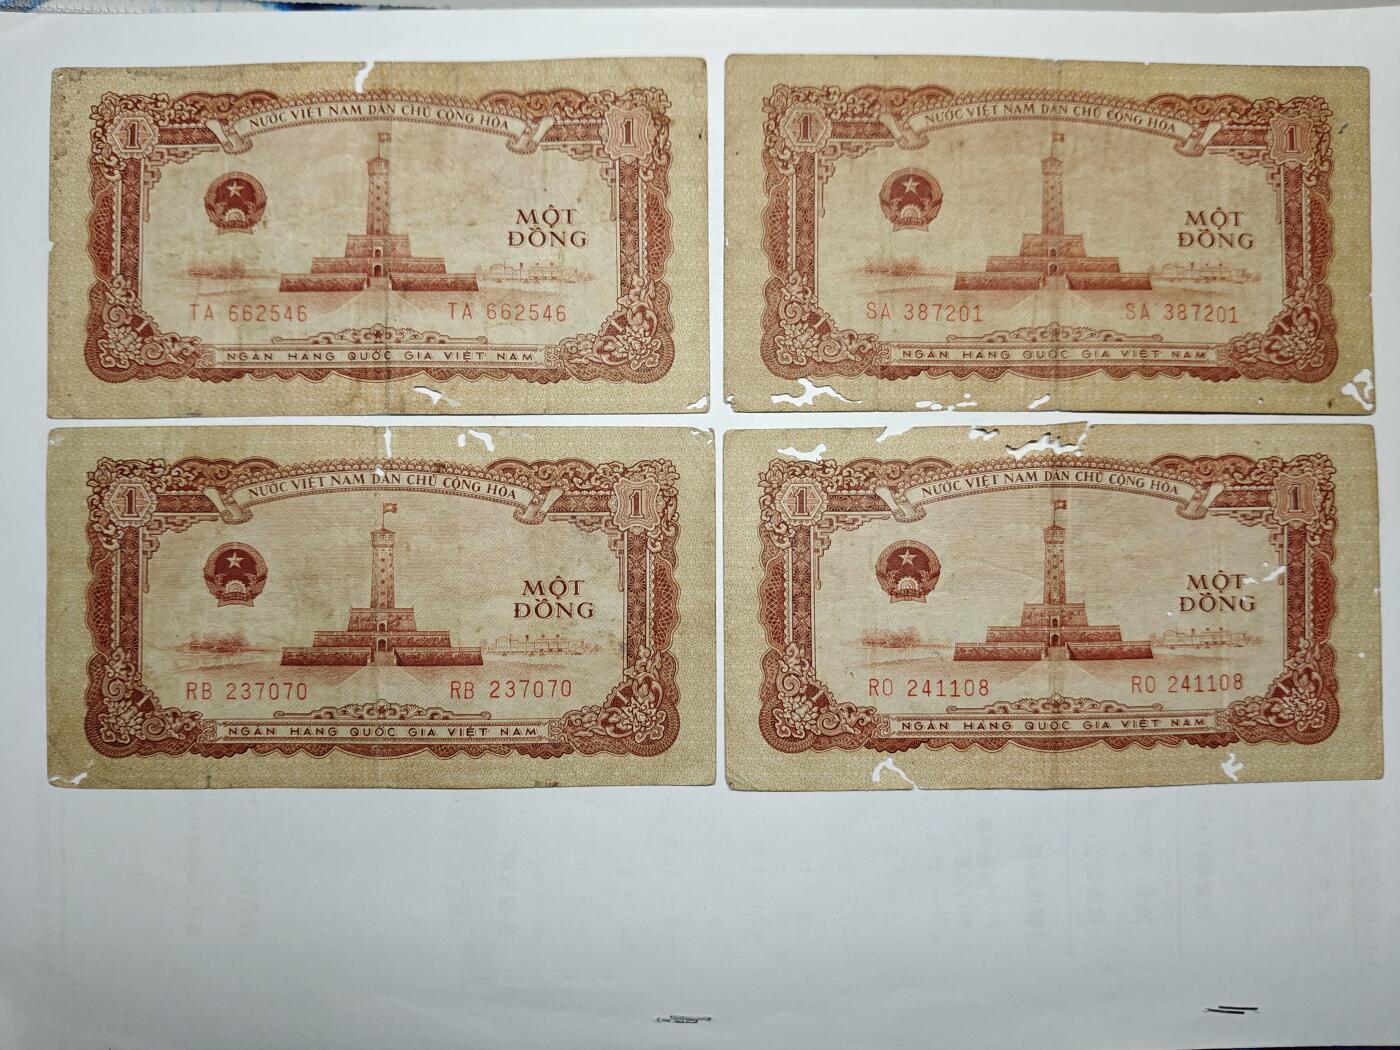 NƯỚC VIỆT NAM DÂN CHỦ CỘNG HÒA
1 1
MỘT
ĐỒNG
TA 662546 TA 662546
NGÂN HÀNG QUỐC GIA VIỆT NAM
NƯỚC VIỆT NAM DÂN CHỦ CỘNG HÒA
1 1
MỘT
ĐỒNG
SA 387201 SA 387201
NGÂN HÀNG QUỐC GIA VIỆT NAM
NƯỚC VIỆT NAM DÂN CHỦ CỘNG HÒA
1 1
MỘT
ĐỒNG
RB 237070 RB 237070
NGÂN HÀNG QUỐC GIA VIỆT NAM
NƯỚC VIỆT NAM DÂN CHỦ CỘNG HÒA
1 1
MỘT
ĐỒNG
RO 241108 RO 241108
NGÂN HÀNG QUỐC GIA VIỆT NAM